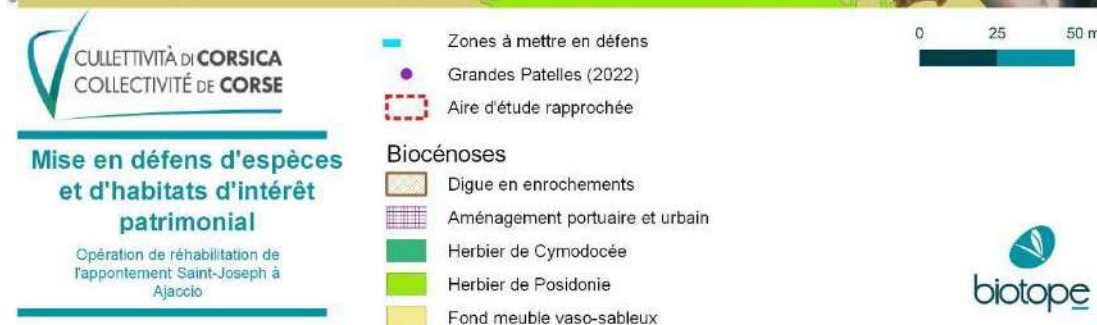 CULLETTIVITÀ DI CORSICA
COLLECTIVITÉ DE CORSE
Mise en défens d'espèces
et d'habitats d'intérêt
patrimonial
Opération de réhabilitation de
l'appontement Saint-Joseph à
Ajaccio
Zones à mettre en défens
Grandes Patelles (2022)
Aire d'étude rapprochée
Biocénoses
Digue en enrochements
Aménagement portuaire et urbain
Herbier de Cymodocée
Herbier de Posidonie
Fond meuble vaso-sableux
0 25 50 m
biotope